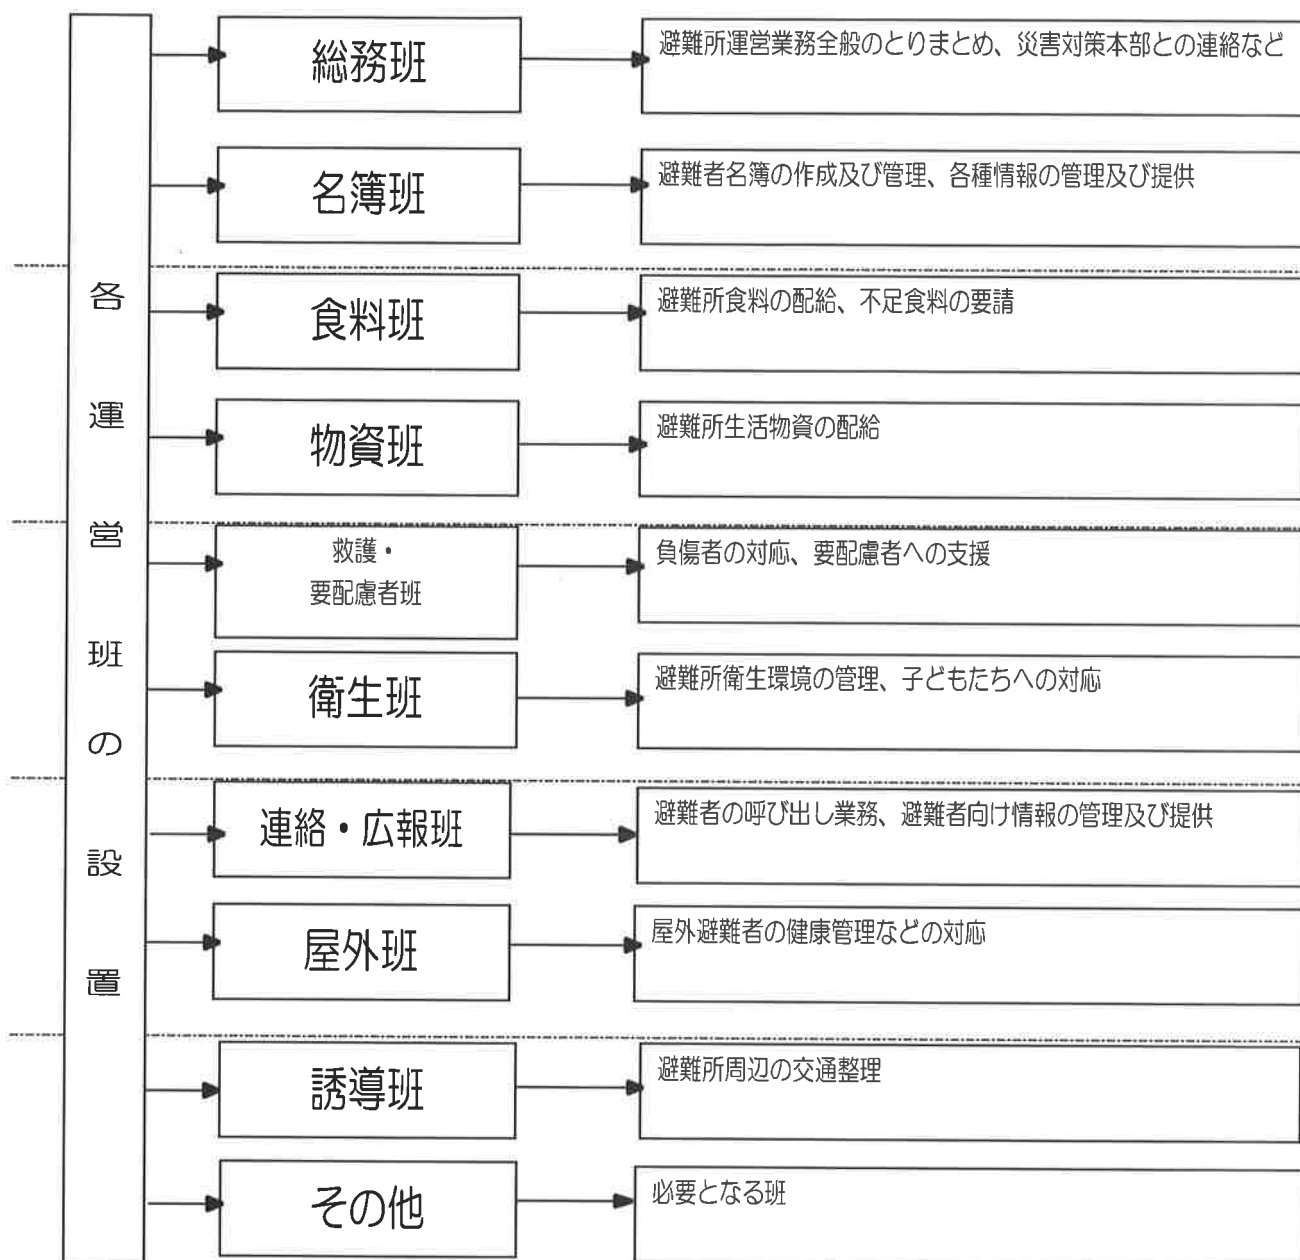 各運営班の設置
総務班
避難所運営業務全般のとりまとめ、災害対策本部との連絡など
名簿班
避難者名簿の作成及び管理、各種情報の管理及び提供
食料班
避難所食料の配給、不足食料の要請
物資班
避難所生活物資の配給
救護・
要配慮者班
負傷者の対応、要配慮者への支援
衛生班
避難所衛生環境の管理、子どもたちへの対応
連絡・広報班
避難者の呼び出し業務、避難者向け情報の管理及び提供
屋外班
屋外避難者の健康管理などの対応
誘導班
避難所周辺の交通整理
その他
必要となる班